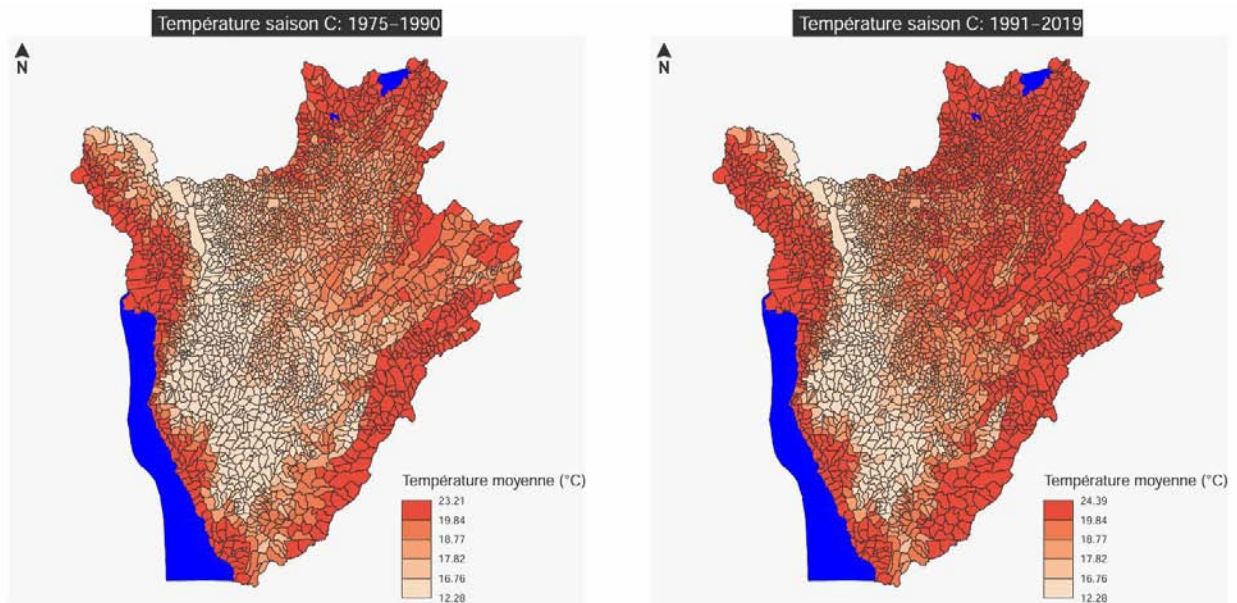 Température saison C: 1975–1990
N
Température moyenne (°C)
23.21
19.84
18.77
17.82
16.76
12.28
Température saison C: 1991–2019
N
Température moyenne (°C)
24.39
19.84
18.77
17.82
16.76
12.28